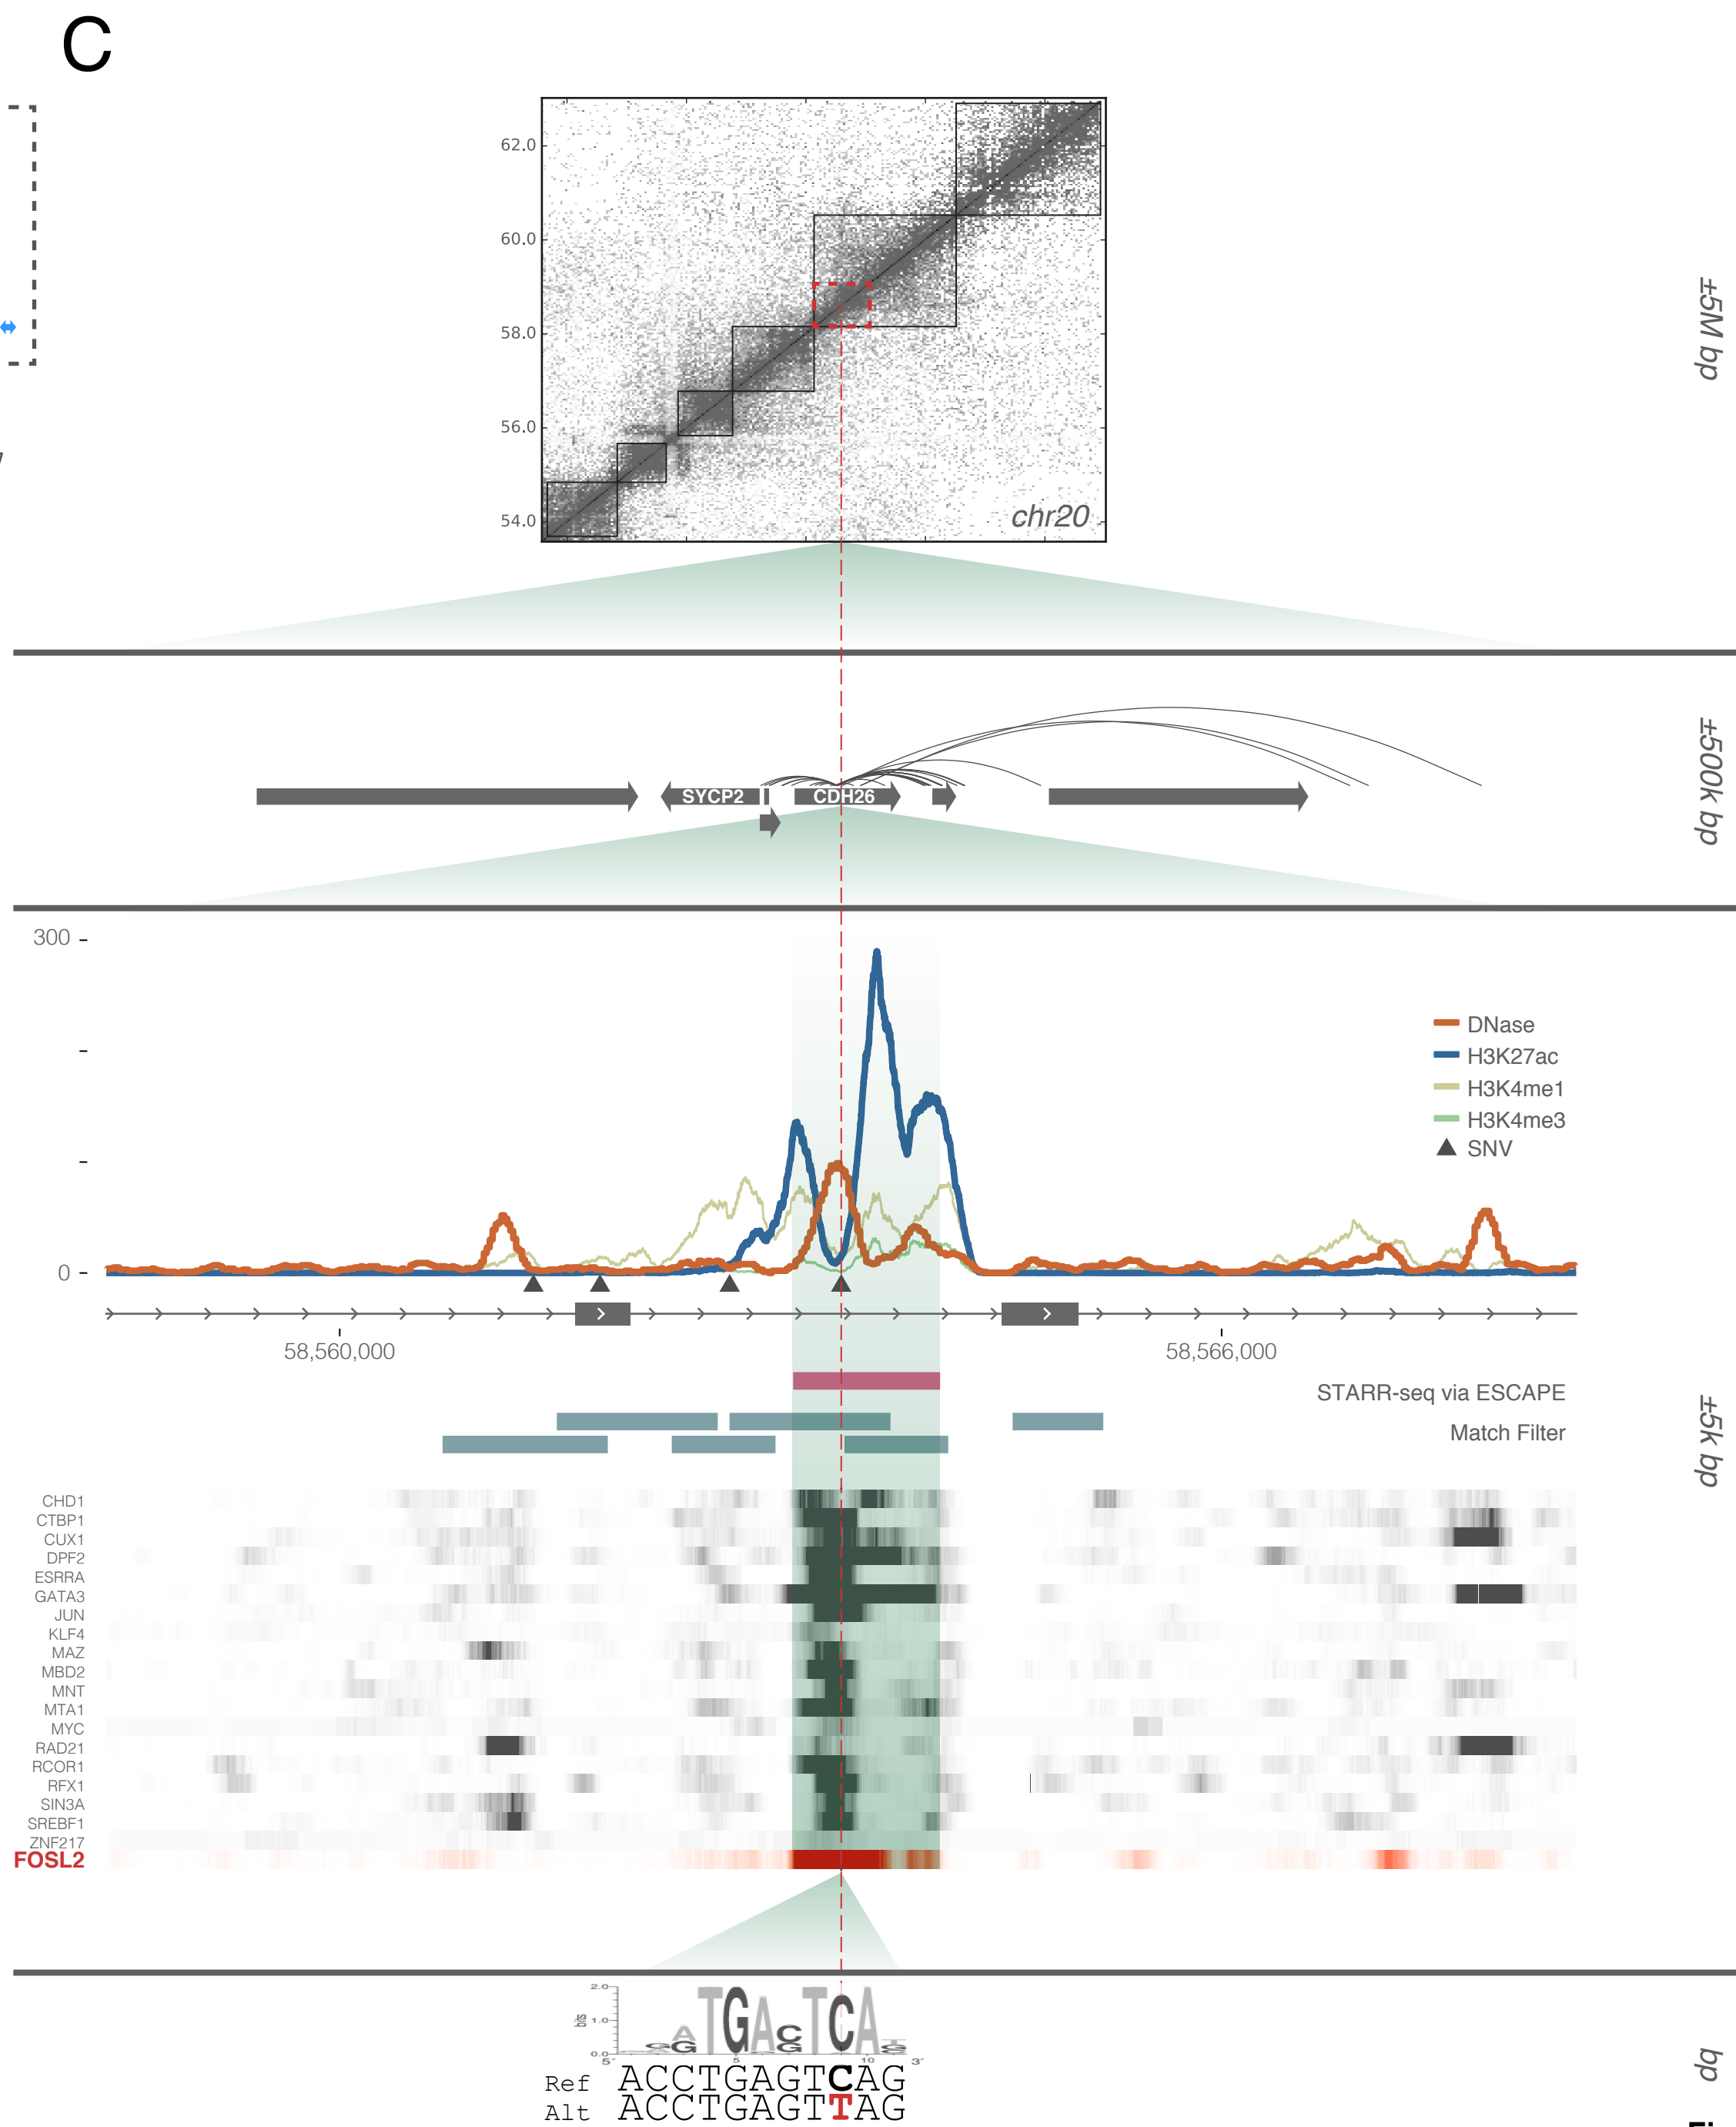 C
62.0
60.0
58.0
56.0
54.0
chr20
±5M bp
SYCP2
CDH26
±500k bp
300
0
DNase
H3K27ac
H3K4me1
H3K4me3
SNV
58,560,000
58,566,000
STARR-seq via ESCAPE
Match Filter
±5k bp
CHD1
CTBP1
CUX1
DPF2
ESRRA
GATA3
JUN
KLF4
MAZ
MBD2
MNT
MTA1
MYC
RAD21
RCOR1
RFX1
SIN3A
SREBF1
ZNF217
FOSL2
2.0
bits
1.0
0.0
TGA
TCA
5′ 5 10 3′
Ref ACCTGAGTCAG
Alt ACCTGAGTTAG
bp